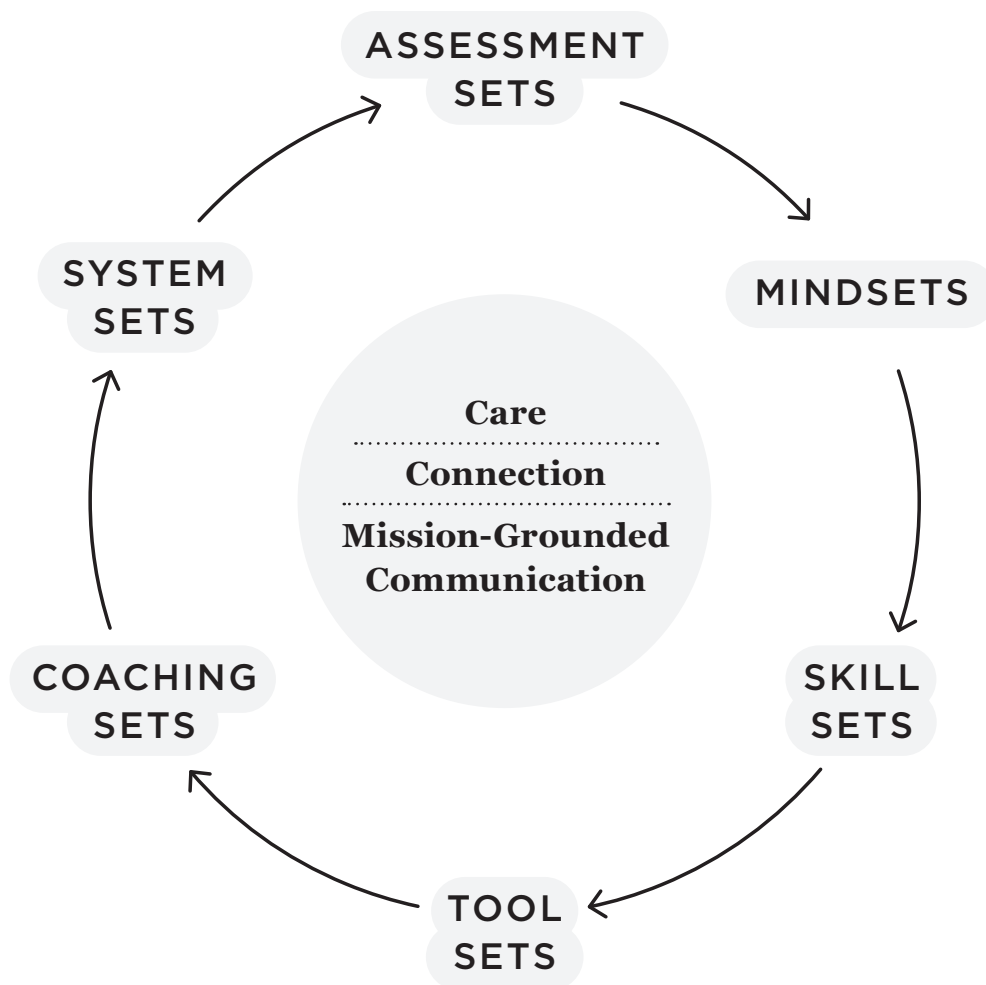 ASSESSMENT
SETS
MINDSETS
SKILL
SETS
TOOL
SETS
COACHING
SETS
SYSTEM
SETS
Care
Connection
Mission-Grounded
Communication